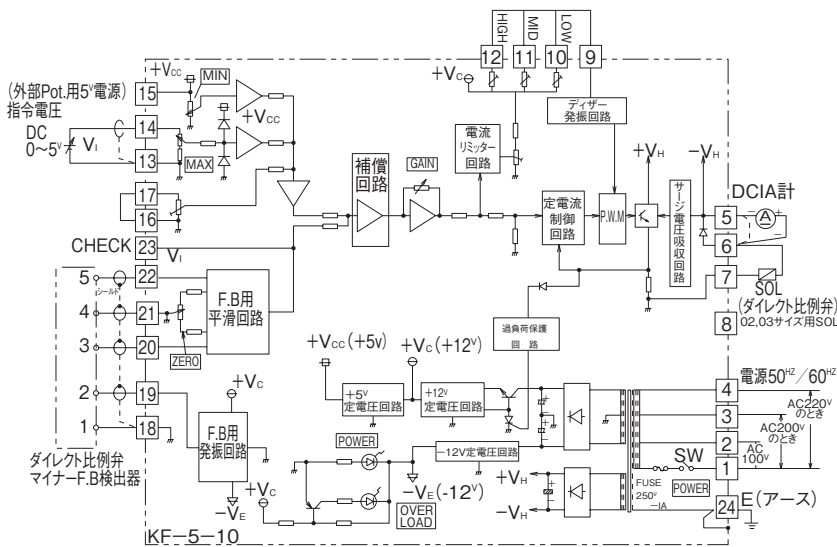 HIGH
MID
LOW
12
11
10
9
+Vc
ディザー
発振回路
+Vcc
MIN
(外部Pot.用5V電源)
指令電圧
DC
0～5V
VI
15
14
13
MAX
+Vcc
17
16
CHECK
23
VI
補償
回路
GAIN
電流
リミッター
回路
定電流
制御
回路
P.W.M
+VH
サージ電圧吸収回路
-VH
DCIA計
5
A
6
7
SOL
(ダイレクト比例弁)
02,03サイズ用SOL
8
5
シールド
22
4
21
3
20
2
19
1
18
F.B用
平滑回路
ZERO
ダイレクト比例弁
マイナーF.B検出器
F.B用
発振回路
+Vc
-VE
過負荷保護
回路
+Vcc(+5v)
+Vc(+12V)
+5V
定電圧回路
+12V
定電圧回路
-12V定電圧回路
POWER
+Vc
-VE(-12V)
OVER
LOAD
+VH
-VH
電源50HZ/60HZ
4
3
2
1
AC220V
のとき
AC200V
のとき
AC
100V
SW
POWER
FUSE
250V
-IA
24
E(アース)
KF-5-10